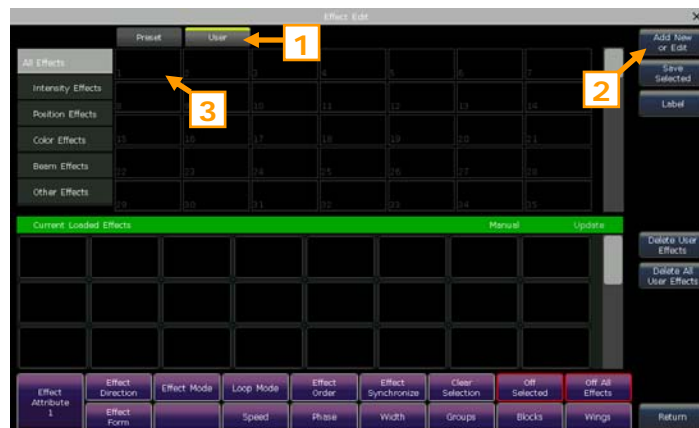 Effect Edit
X
Preset
User
1
Add New
or Edit
2
Save
Selected
Label
All Effects
Intensity Effects
Position Effects
Color Effects
Beam Effects
Other Effects
3
1 2 3 4 5 6 7
8 9 10 11 12 13 14
15 16 17 18 19 20 21
22 23 24 25 26 27 28
29 30 31 32 33 34 35
Current Loaded Effects
Manual
Update
Delete User
Effects
Delete All
User Effects
Effect
Attribute
1
Effect
Direction
Effect Mode
Loop Mode
Effect
Order
Effect
Synchronize
Clear
Selection
Off
Selected
Off All
Effects
Effect
Form
Speed
Phase
Width
Groups
Blocks
Wings
Return